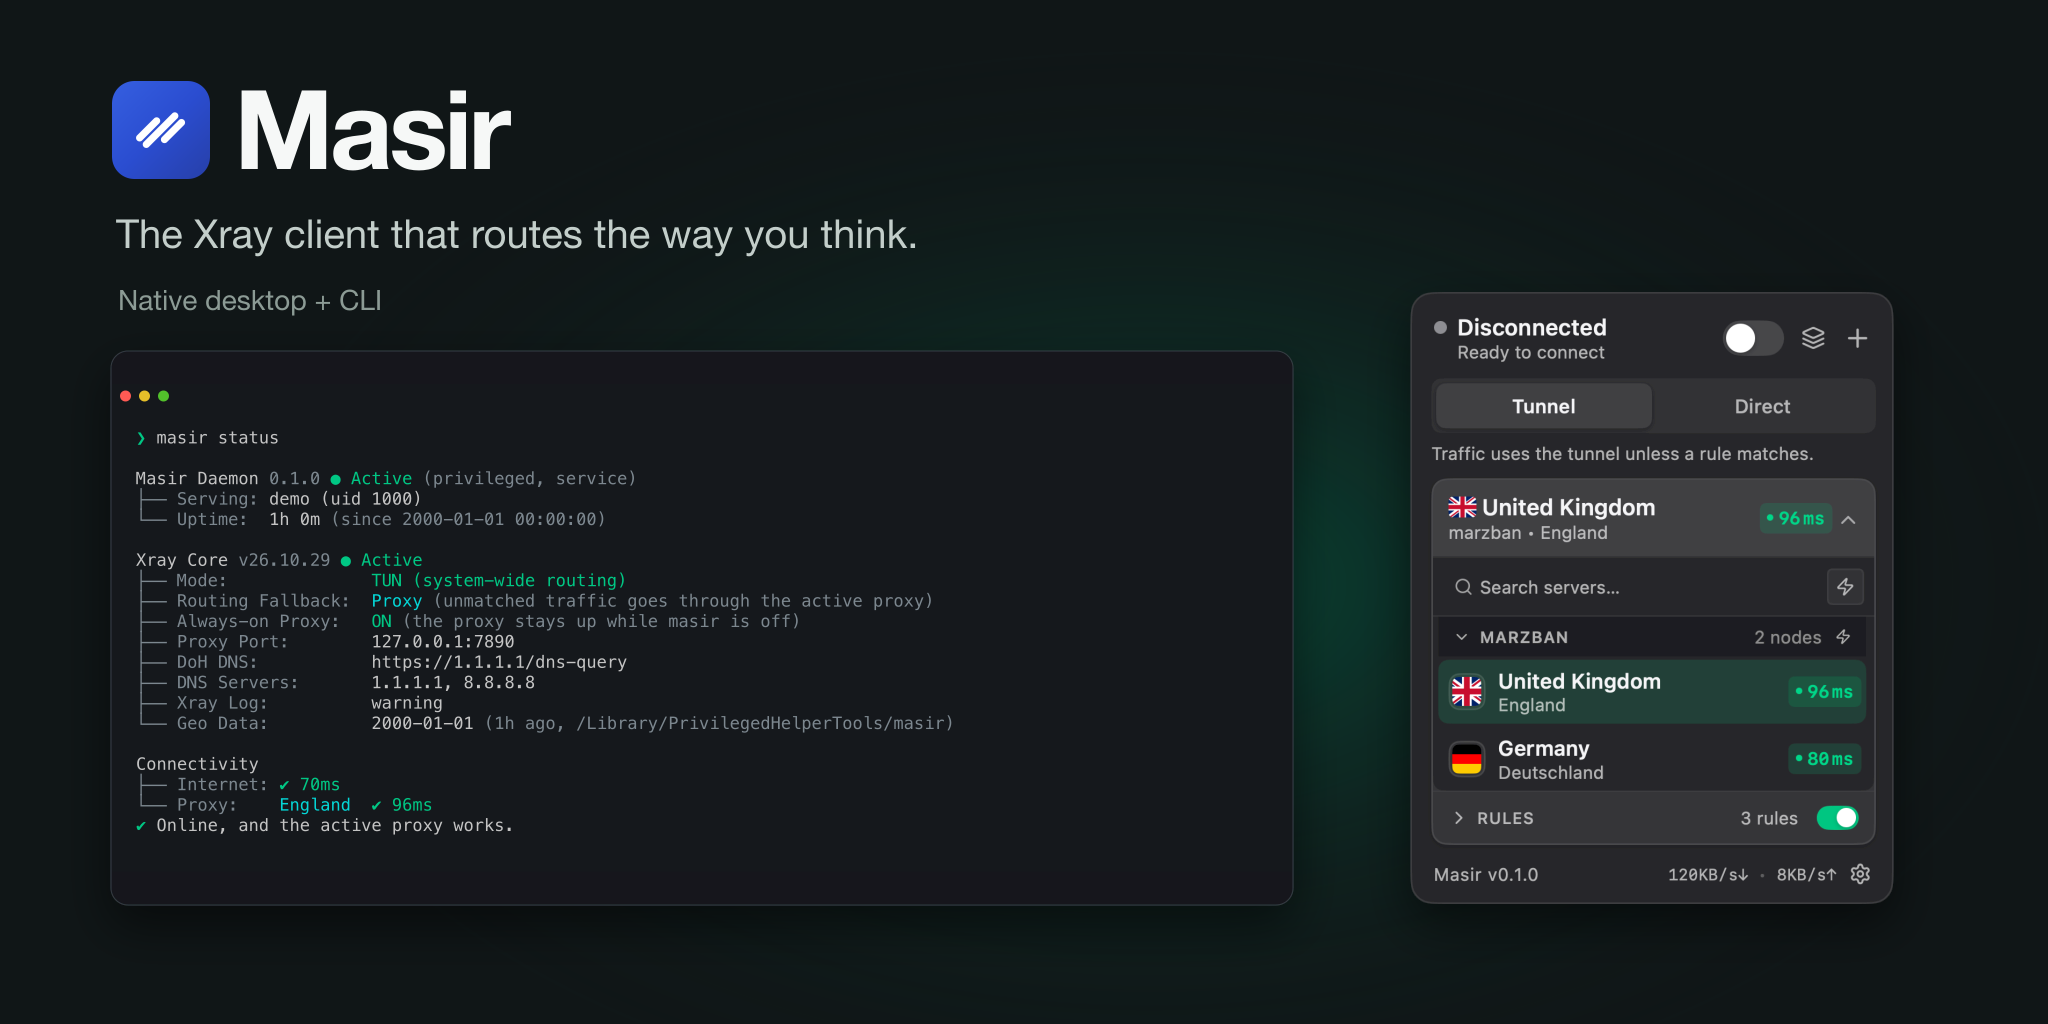 Masir
The Xray client that routes the way you think.
Native desktop + CLI
❯ masir status
Masir Daemon 0.1.0 ● Active (privileged, service)
├── Serving: demo (uid 1000)
└── Uptime:  1h 0m (since 2000-01-01 00:00:00)
Xray Core v26.10.29 ● Active
├── Mode:              TUN (system-wide routing)
├── Routing Fallback:  Proxy (unmatched traffic goes through the active proxy)
├── Always-on Proxy:   ON (the proxy stays up while masir is off)
├── Proxy Port:        127.0.0.1:7890
├── DoH DNS:           https://1.1.1.1/dns-query
├── DNS Servers:       1.1.1.1, 8.8.8.8
├── Xray Log:          warning
└── Geo Data:          2000-01-01 (1h ago, /Library/PrivilegedHelperTools/masir)
Connectivity
├── Internet: ✔ 70ms
└── Proxy:    England  ✔ 96ms
✔ Online, and the active proxy works.
Disconnected
Ready to connect
Tunnel Direct
Traffic uses the tunnel unless a rule matches.
United Kingdom
marzban • England
• 96ms
Search servers...
MARZBAN 2 nodes
United Kingdom
England
• 96ms
Germany
Deutschland
• 80ms
RULES 3 rules
Masir v0.1.0 120KB/s↓ · 8KB/s↑